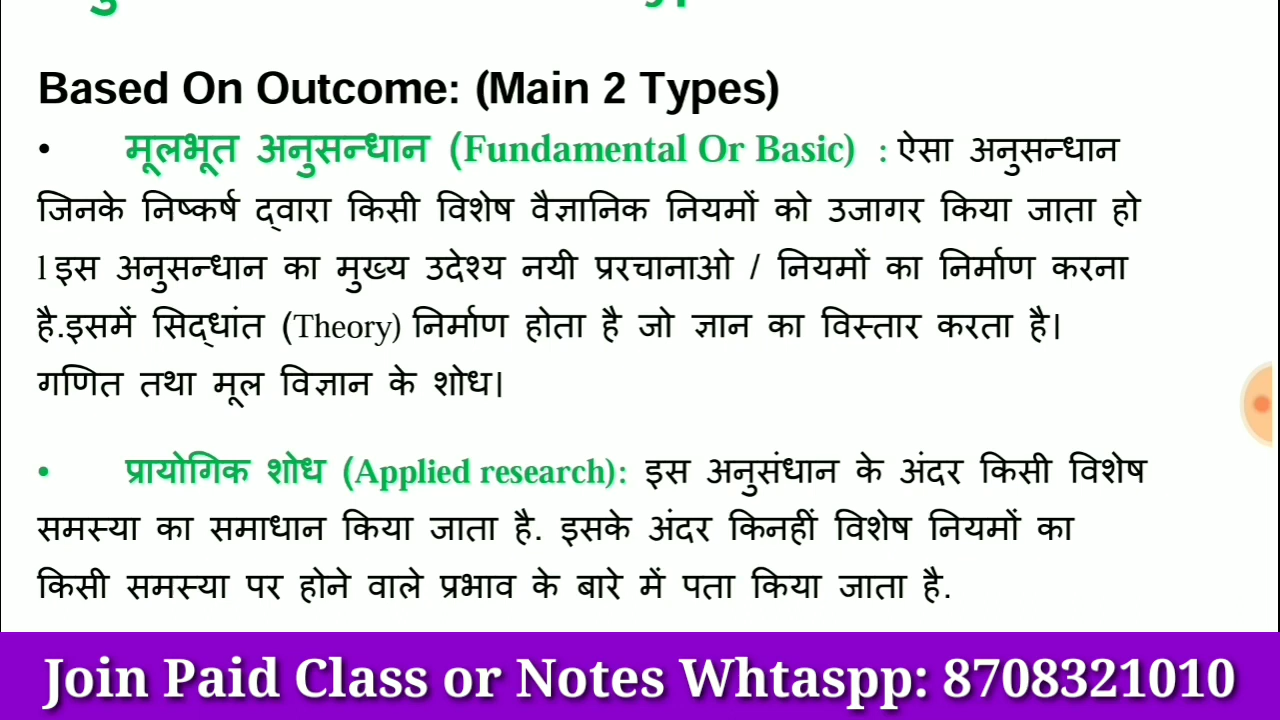 Based On Outcome: (Main 2 Types)
• मूलभूत अनुसन्धान (Fundamental Or Basic) : ऐसा अनुसन्धान
जिनके निष्कर्ष द्वारा किसी विशेष वैज्ञानिक नियमों को उजागर किया जाता हो
l इस अनुसन्धान का मुख्य उदेश्य नयी प्ररचानाओ / नियमों का निर्माण करना
है.इसमें सिद्धांत (Theory) निर्माण होता है जो ज्ञान का विस्तार करता है।
गणित तथा मूल विज्ञान के शोध।
• प्रायोगिक शोध (Applied research): इस अनुसंधान के अंदर किसी विशेष
समस्या का समाधान किया जाता है. इसके अंदर किनहीं विशेष नियमों का
किसी समस्या पर होने वाले प्रभाव के बारे में पता किया जाता है.
Join Paid Class or Notes Whtaspp: 8708321010